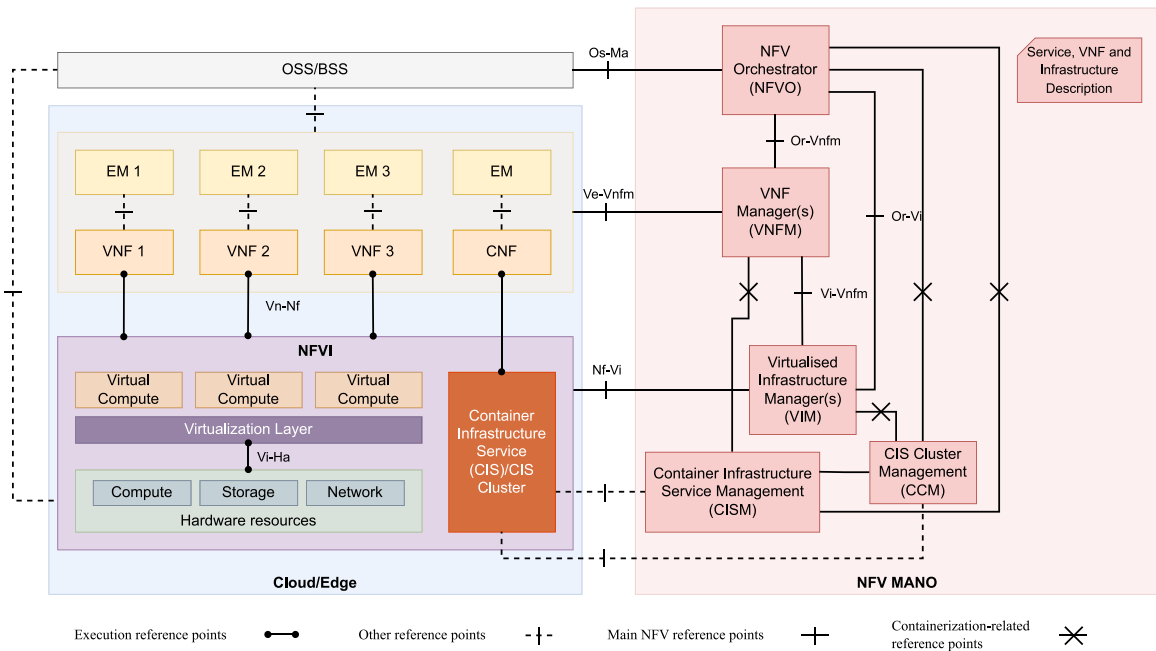 OSS/BSS
Os-Ma
NFV
Orchestrator
(NFVO)
Service, VNF and
Infrastructure
Description
Or-Vnfm
EM 1
EM 2
EM 3
EM
Ve-Vnfm
VNF
Manager(s)
(VNFM)
Or-Vi
VNF 1
VNF 2
VNF 3
CNF
Vn-Nf
Vi-Vnfm
NFVI
Nf-Vi
Virtualised
Infrastructure
Manager(s)
(VIM)
Virtual
Compute
Virtual
Compute
Virtual
Compute
Container
Infrastructure
Service
(CIS)/CIS
Cluster
Virtualization Layer
Vi-Ha
CIS Cluster
Management
(CCM)
Container Infrastructure
Service Management
(CISM)
Compute
Storage
Network
Hardware resources
Cloud/Edge
NFV MANO
Execution reference points
Other reference points
Main NFV reference points
Containerization-related
reference points